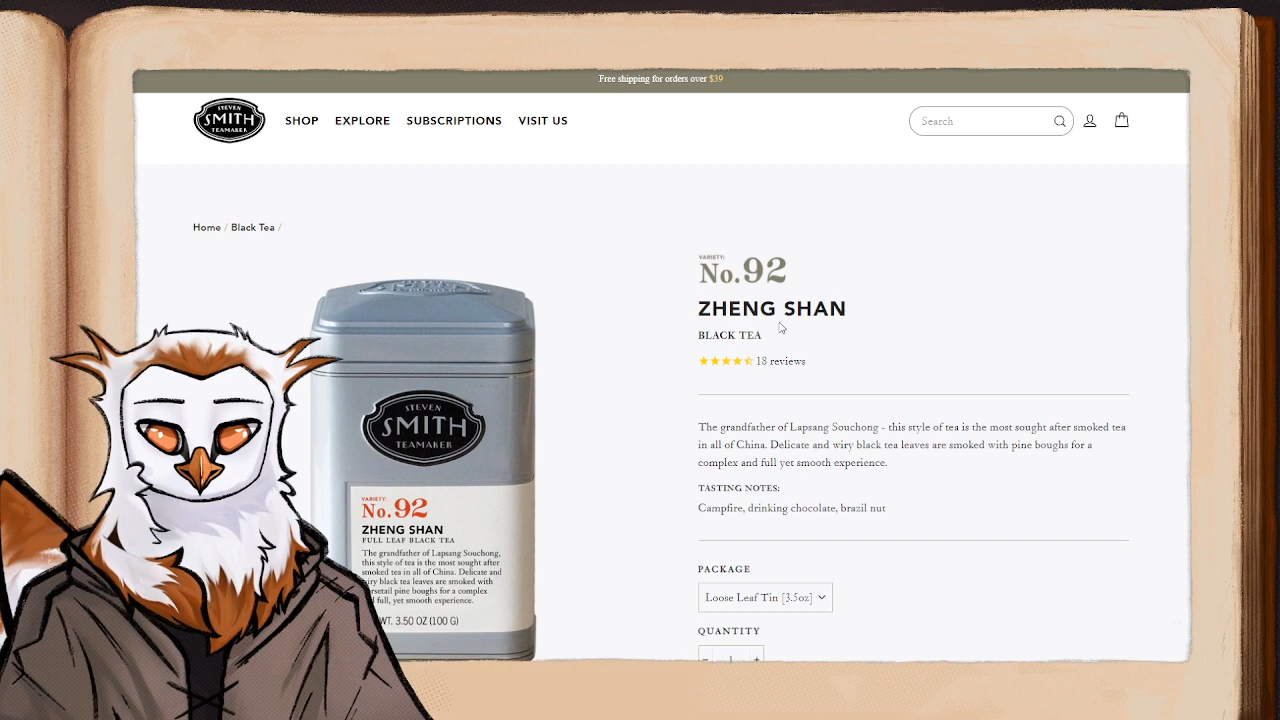 Free shipping for orders over $39
STEVEN
SMITH
TEAMAKER
SHOP EXPLORE SUBSCRIPTIONS VISIT US
Search
Home / Black Tea /
VARIETY:
No.92
ZHENG SHAN
BLACK TEA
18 reviews
The grandfather of Lapsang Souchong - this style of tea is the most sought after smoked tea
in all of China. Delicate and wiry black tea leaves are smoked with pine boughs for a
complex and full yet smooth experience.
TASTING NOTES:
Campfire, drinking chocolate, brazil nut
PACKAGE
Loose Leaf Tin [3.5oz]
QUANTITY
- 1 +
STEVEN
SMITH
TEAMAKER
VARIETY:
No.92
ZHENG SHAN
FULL LEAF BLACK TEA
The grandfather of Lapsang Souchong,
this style of tea is the most sought after
smoked tea in all of China. Delicate and
wiry black tea leaves are smoked with
horsetail pine boughs for a complex
full, yet smooth experience.
WT. 3.50 OZ (100 G)